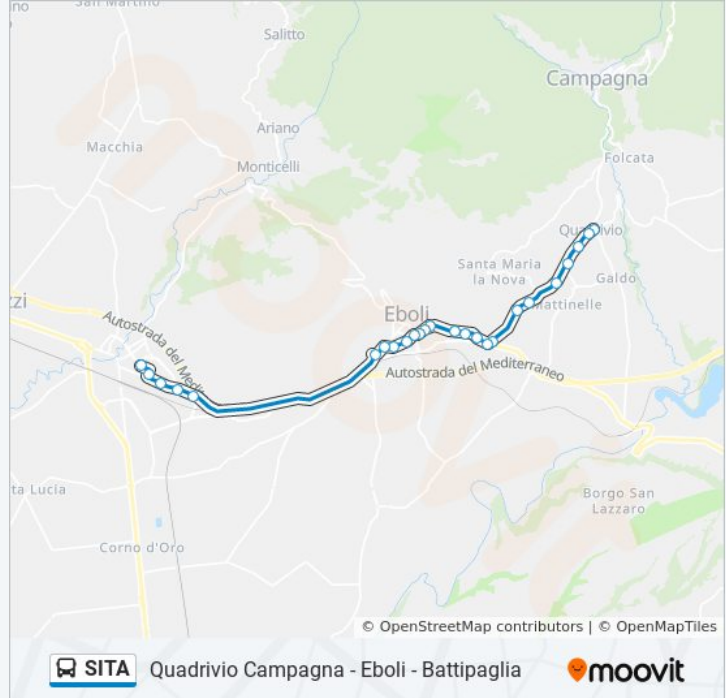 no
San Martino
Salitto
Campagna
Ariano
Macchia
Folcata
Monticelli
Quadrivio
Santa Maria
la Nova
Galdo
zzi
Mattinelle
Eboli
Autostrada del Medi
Autostrada del Mediterraneo
ta Lucia
Borgo San
Lazzaro
Corno d'Oro
© OpenStreetMap contributors | © OpenMapTiles
SITA
Quadrivio Campagna - Eboli - Battipaglia
moovit